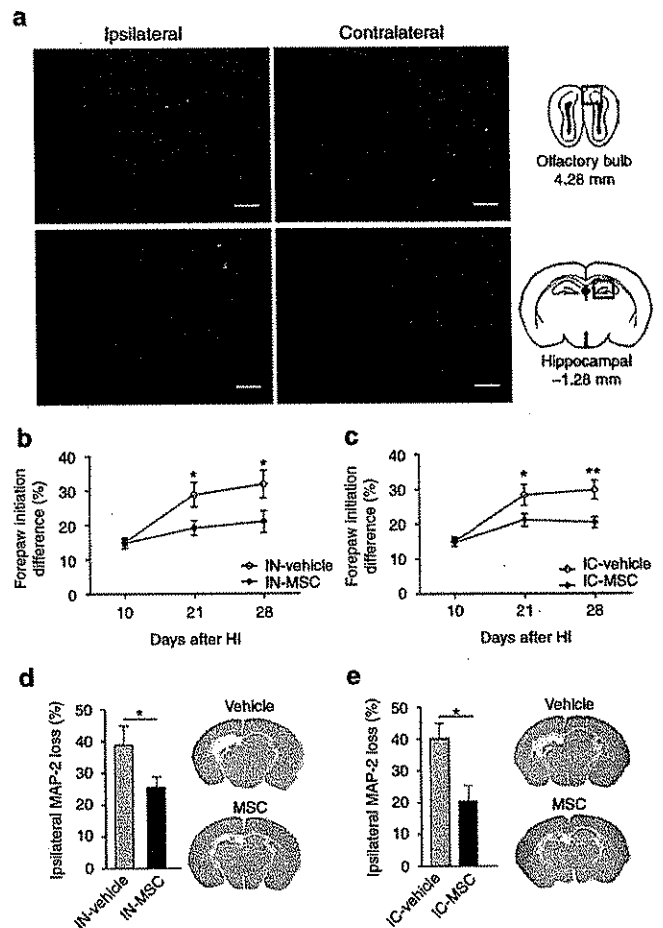 a
Ipsilateral
Contralateral
Olfactory bulb
4.28 mm
Hippocampal
–1.28 mm
b
Forepaw initiation
difference (%)
40
30
20
10
0
* *
IN-vehicle
IN-MSC
10 21 28
Days after HI
c
Forepaw initiation
difference (%)
40
30
20
10
0
* **
IC-vehicle
IC-MSC
10 21 28
Days after HI
d
Ipsilateral MAP-2 loss (%)
50
40
30
20
10
0
*
IN-vehicle
IN-MSC
Vehicle
MSC
e
Ipsilateral MAP-2 loss (%)
50
40
30
20
10
0
*
IC-vehicle
IC-MSC
Vehicle
MSC